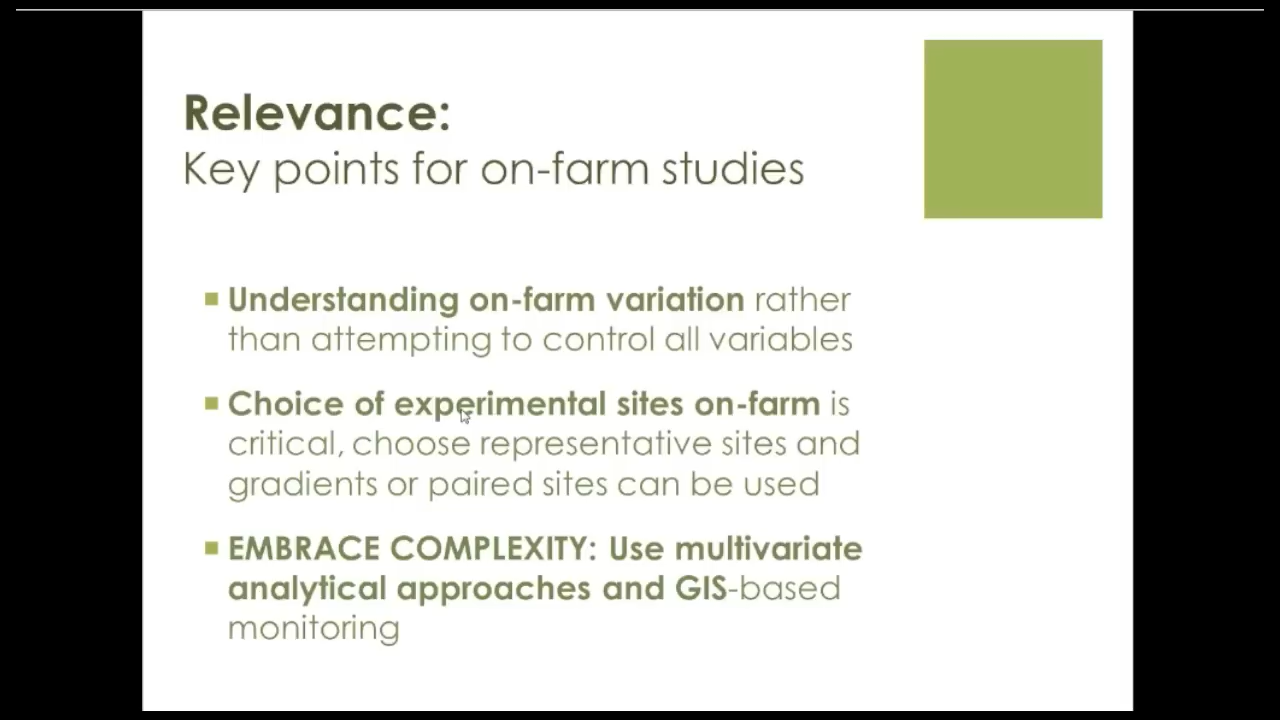 Relevance:
Key points for on-farm studies
Understanding on-farm variation rather
than attempting to control all variables
Choice of experimental sites on-farm is
critical, choose representative sites and
gradients or paired sites can be used
EMBRACE COMPLEXITY: Use multivariate
analytical approaches and GIS-based
monitoring